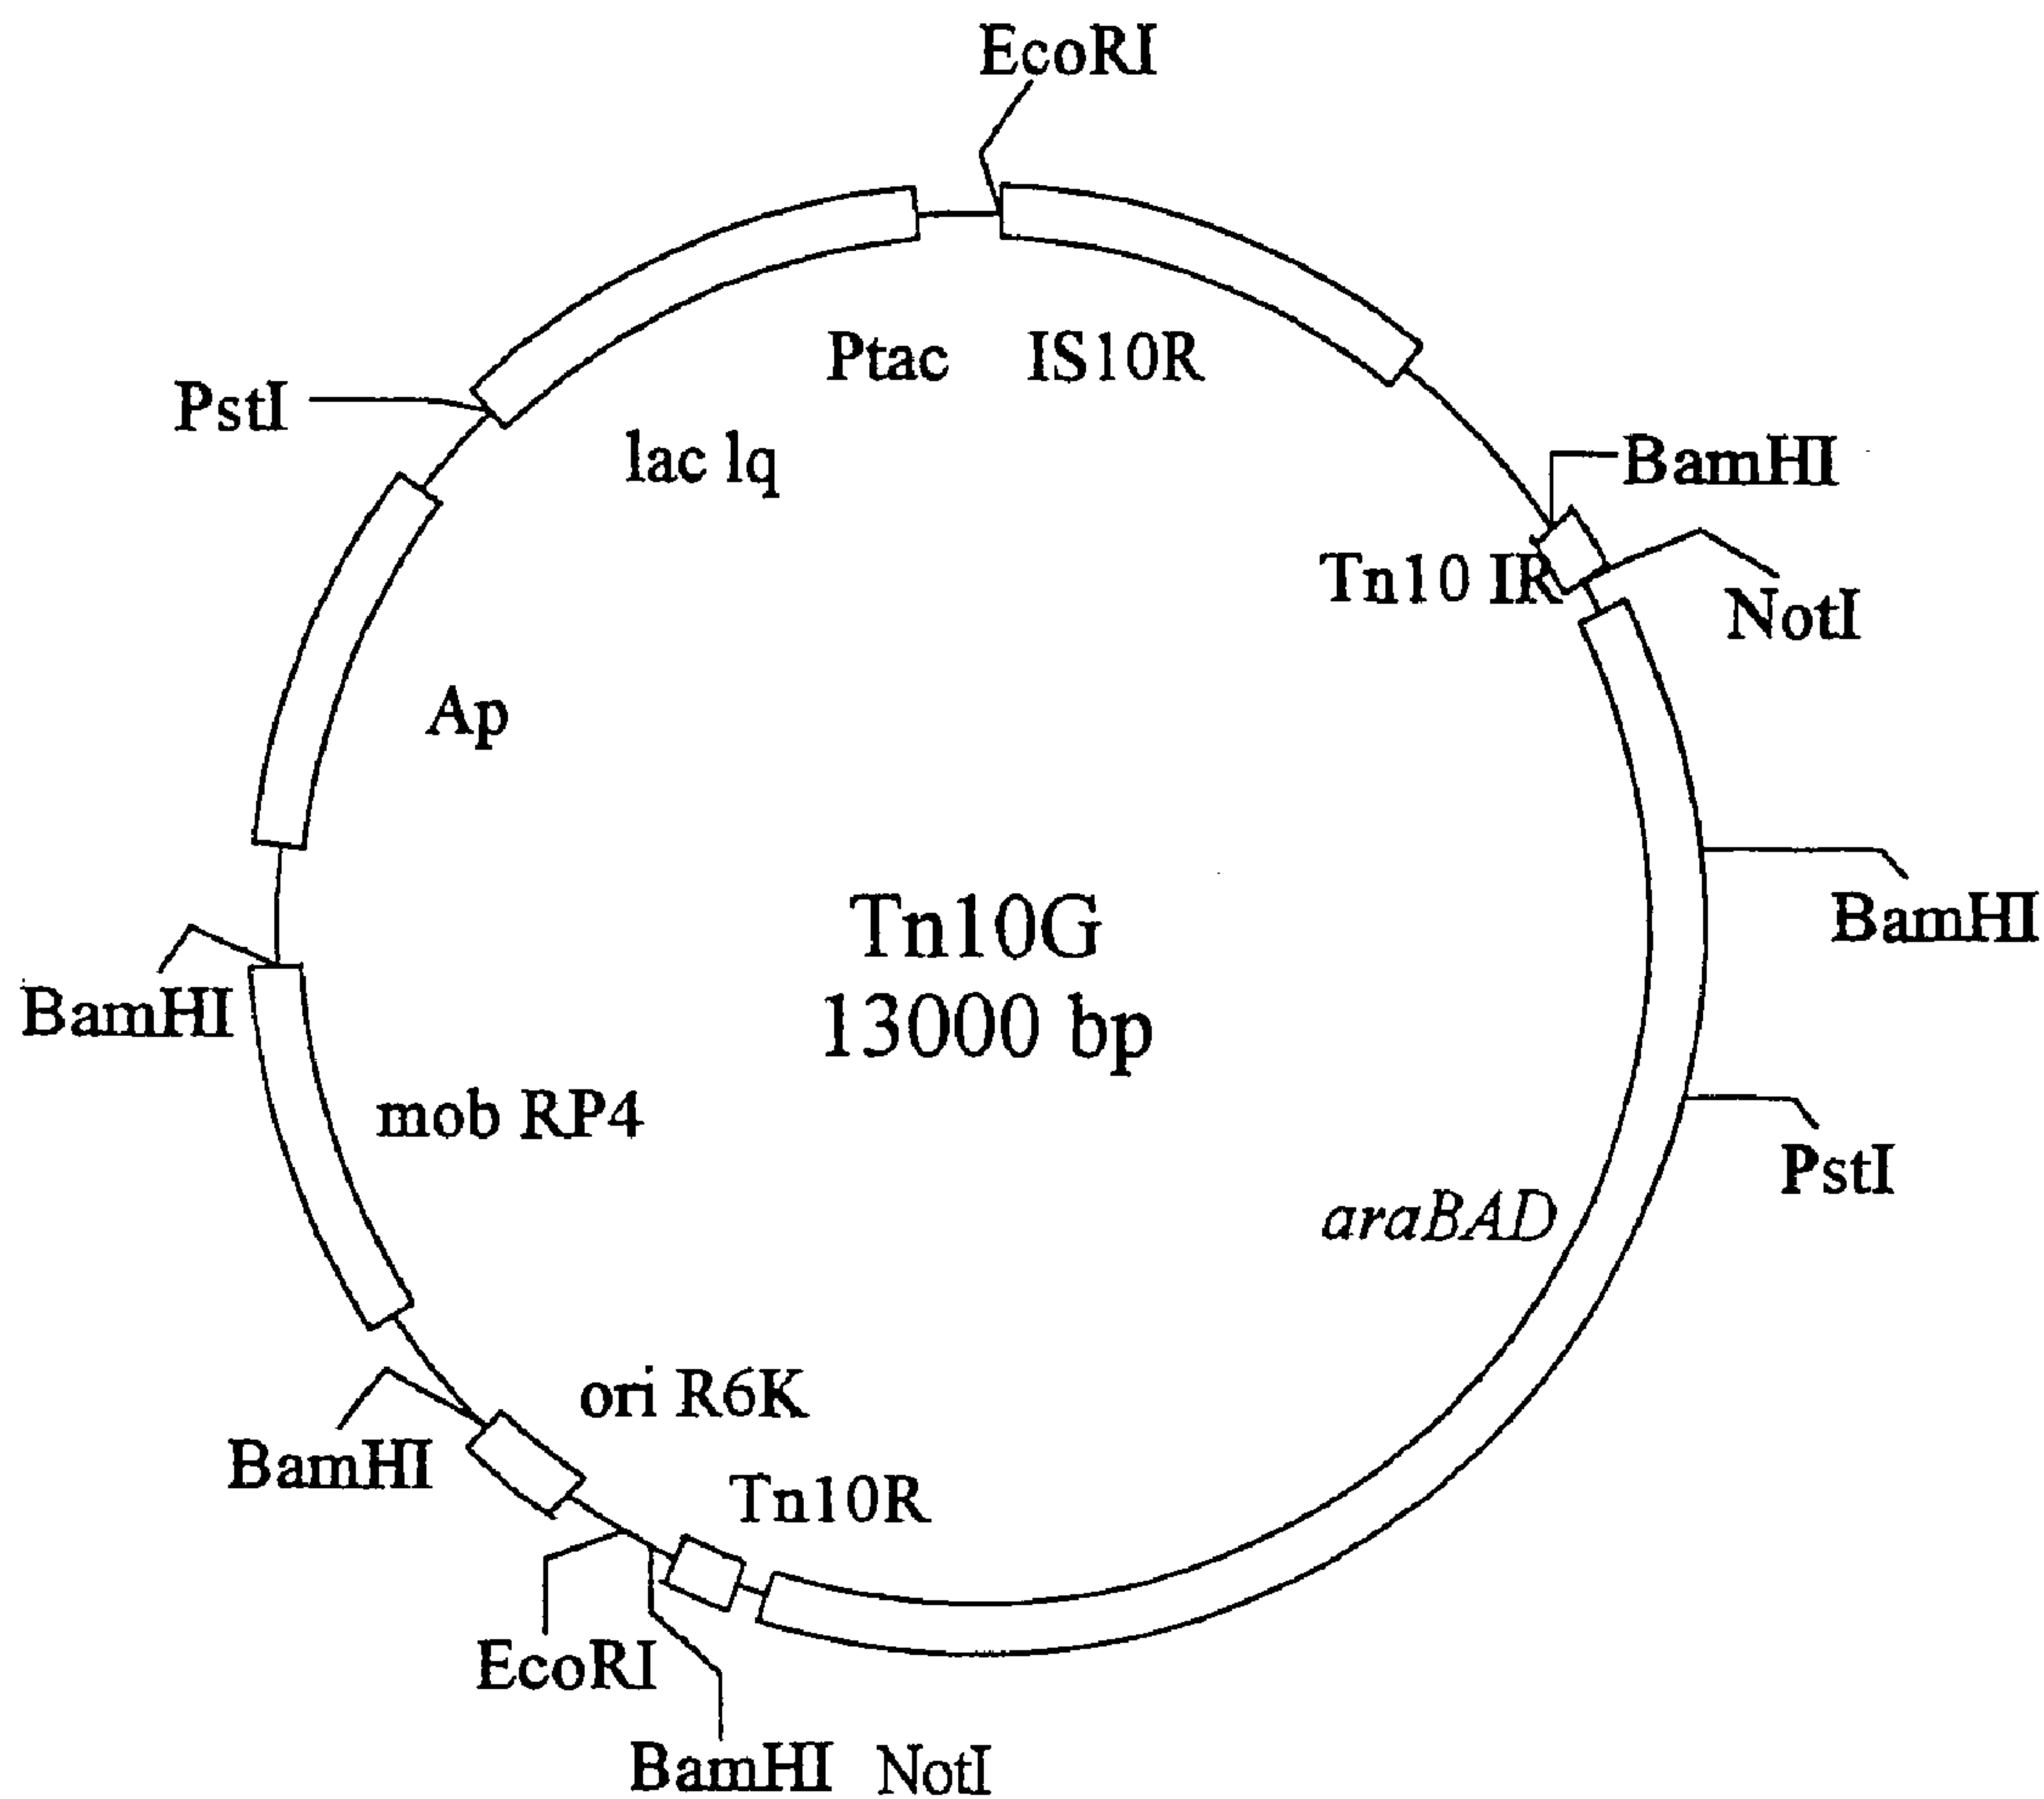 EcoRI
Ptac IS10R
PstI
lac lq
BamHI
Tn10 IR
NotI
Ap
BamHI
Tn10G
13000 bp
BamHI
mob RP4
PstI
araBAD
ori R6K
BamHI
Tn10R
EcoRI
BamHI NotI